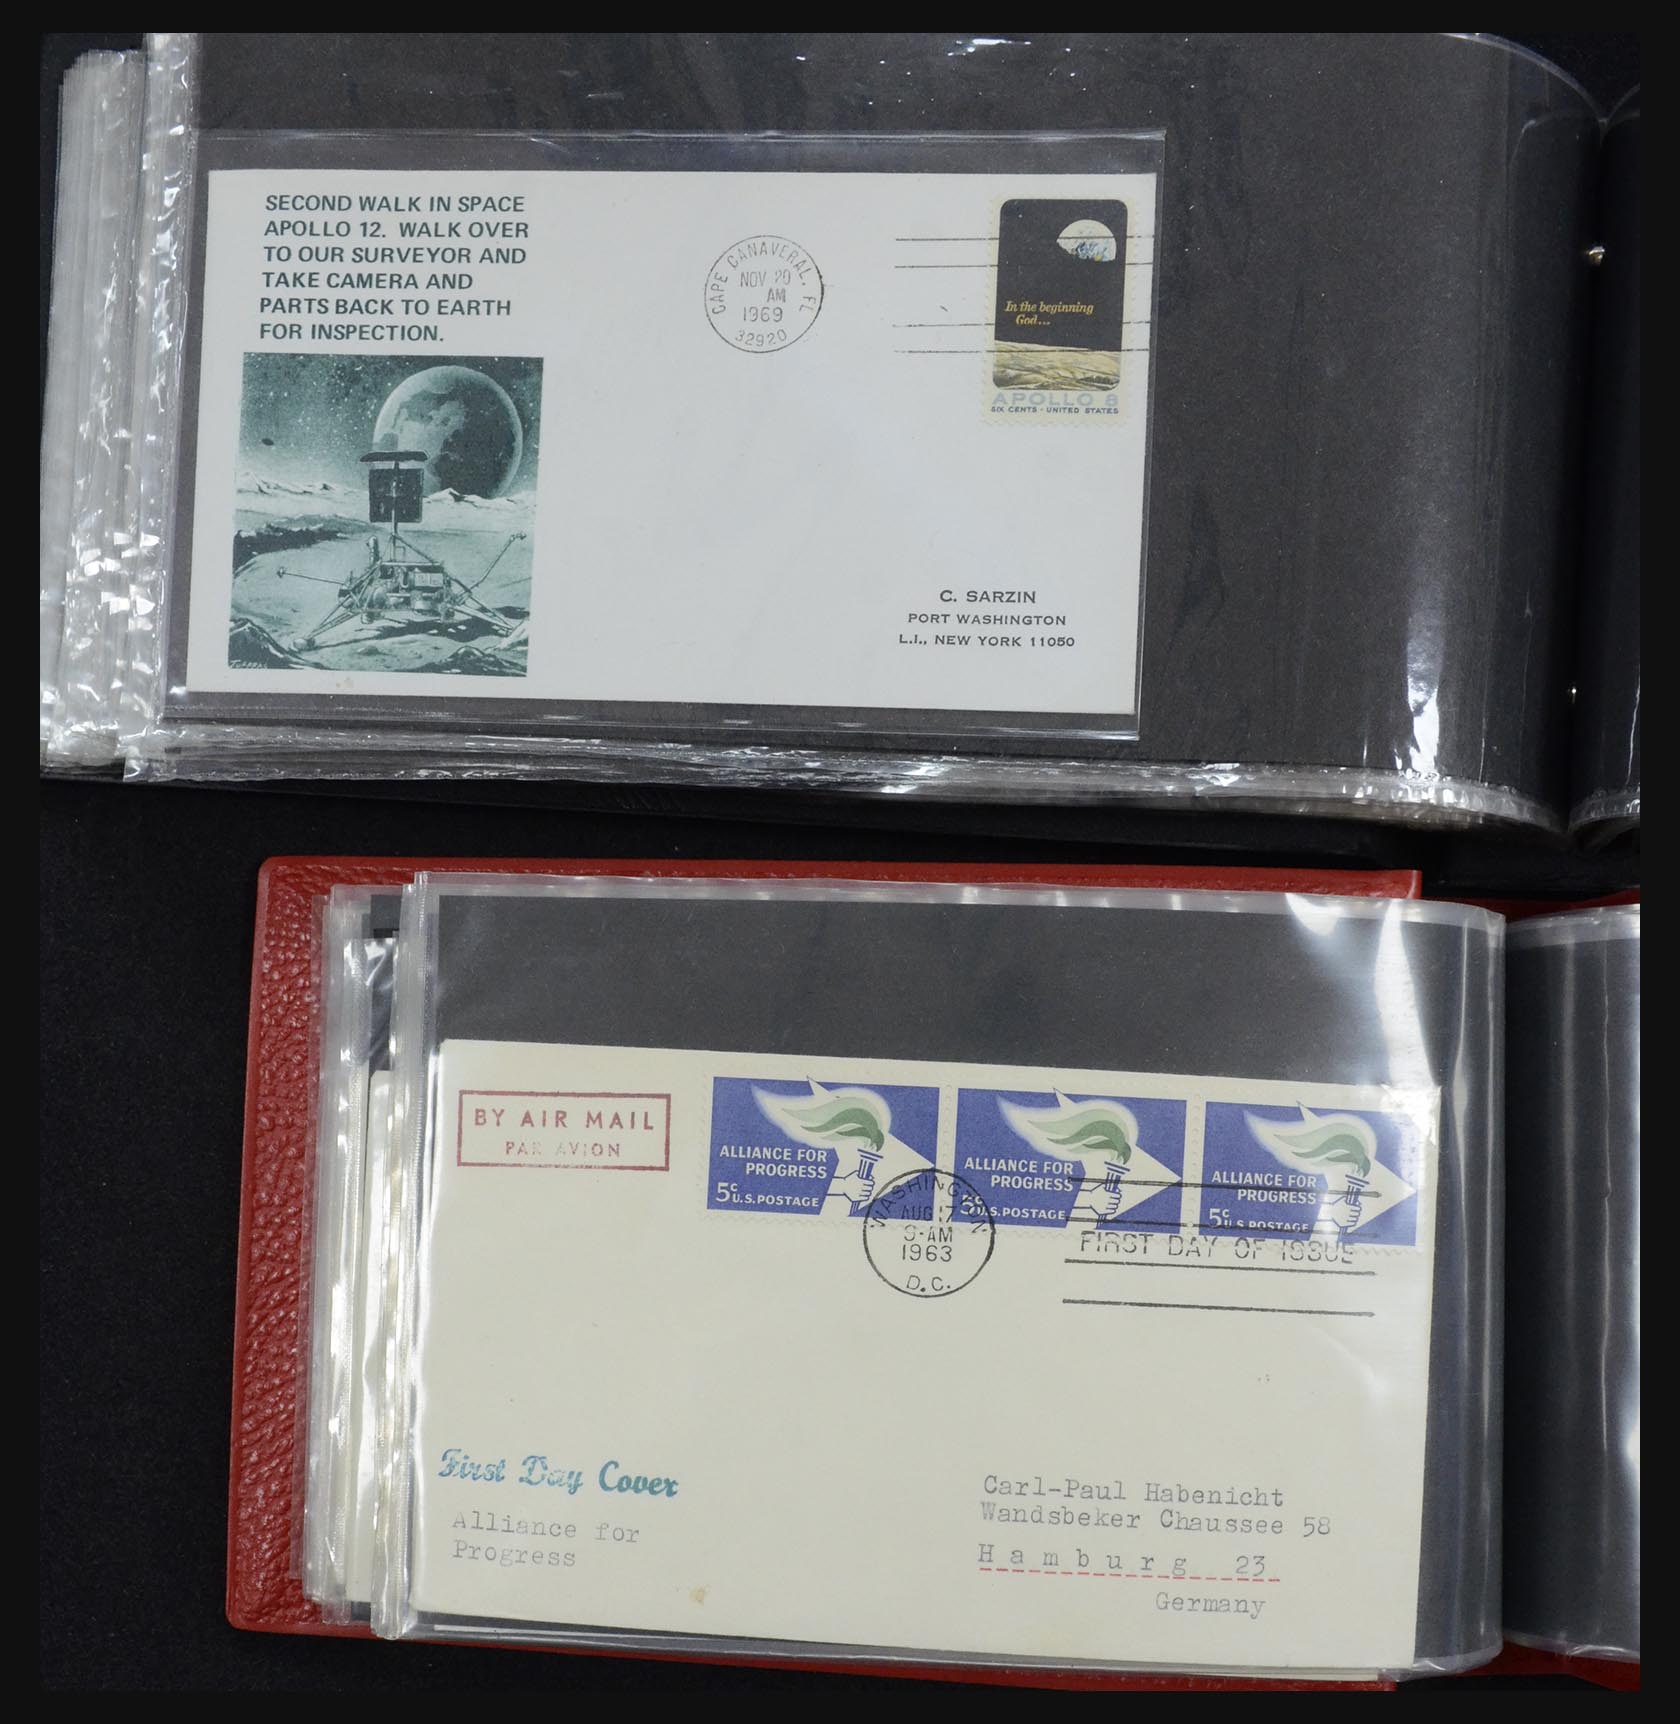 SECOND WALK IN SPACE
APOLLO 12. WALK OVER
TO OUR SURVEYOR AND
TAKE CAMERA AND
PARTS BACK TO EARTH
FOR INSPECTION.
CAPE CANAVERAL, FL
NOV 20
AM
1969
32920
In the beginning
God...
APOLLO 8
SIX CENTS · UNITED STATES
C. SARZIN
PORT WASHINGTON
L.I., NEW YORK 11050
BY AIR MAIL
PAR AVION
ALLIANCE FOR
PROGRESS
5c U.S. POSTAGE
ALLIANCE FOR
PROGRESS
5c U.S. POSTAGE
ALLIANCE FOR
PROGRESS
5c U.S. POSTAGE
WASHINGTON
AUG 17
9-AM
1963
D.C.
FIRST DAY OF ISSUE
First Day Cover
Alliance for
Progress
Carl-Paul Habenicht
Wandsbeker Chaussee 58
Hamburg 23
Germany